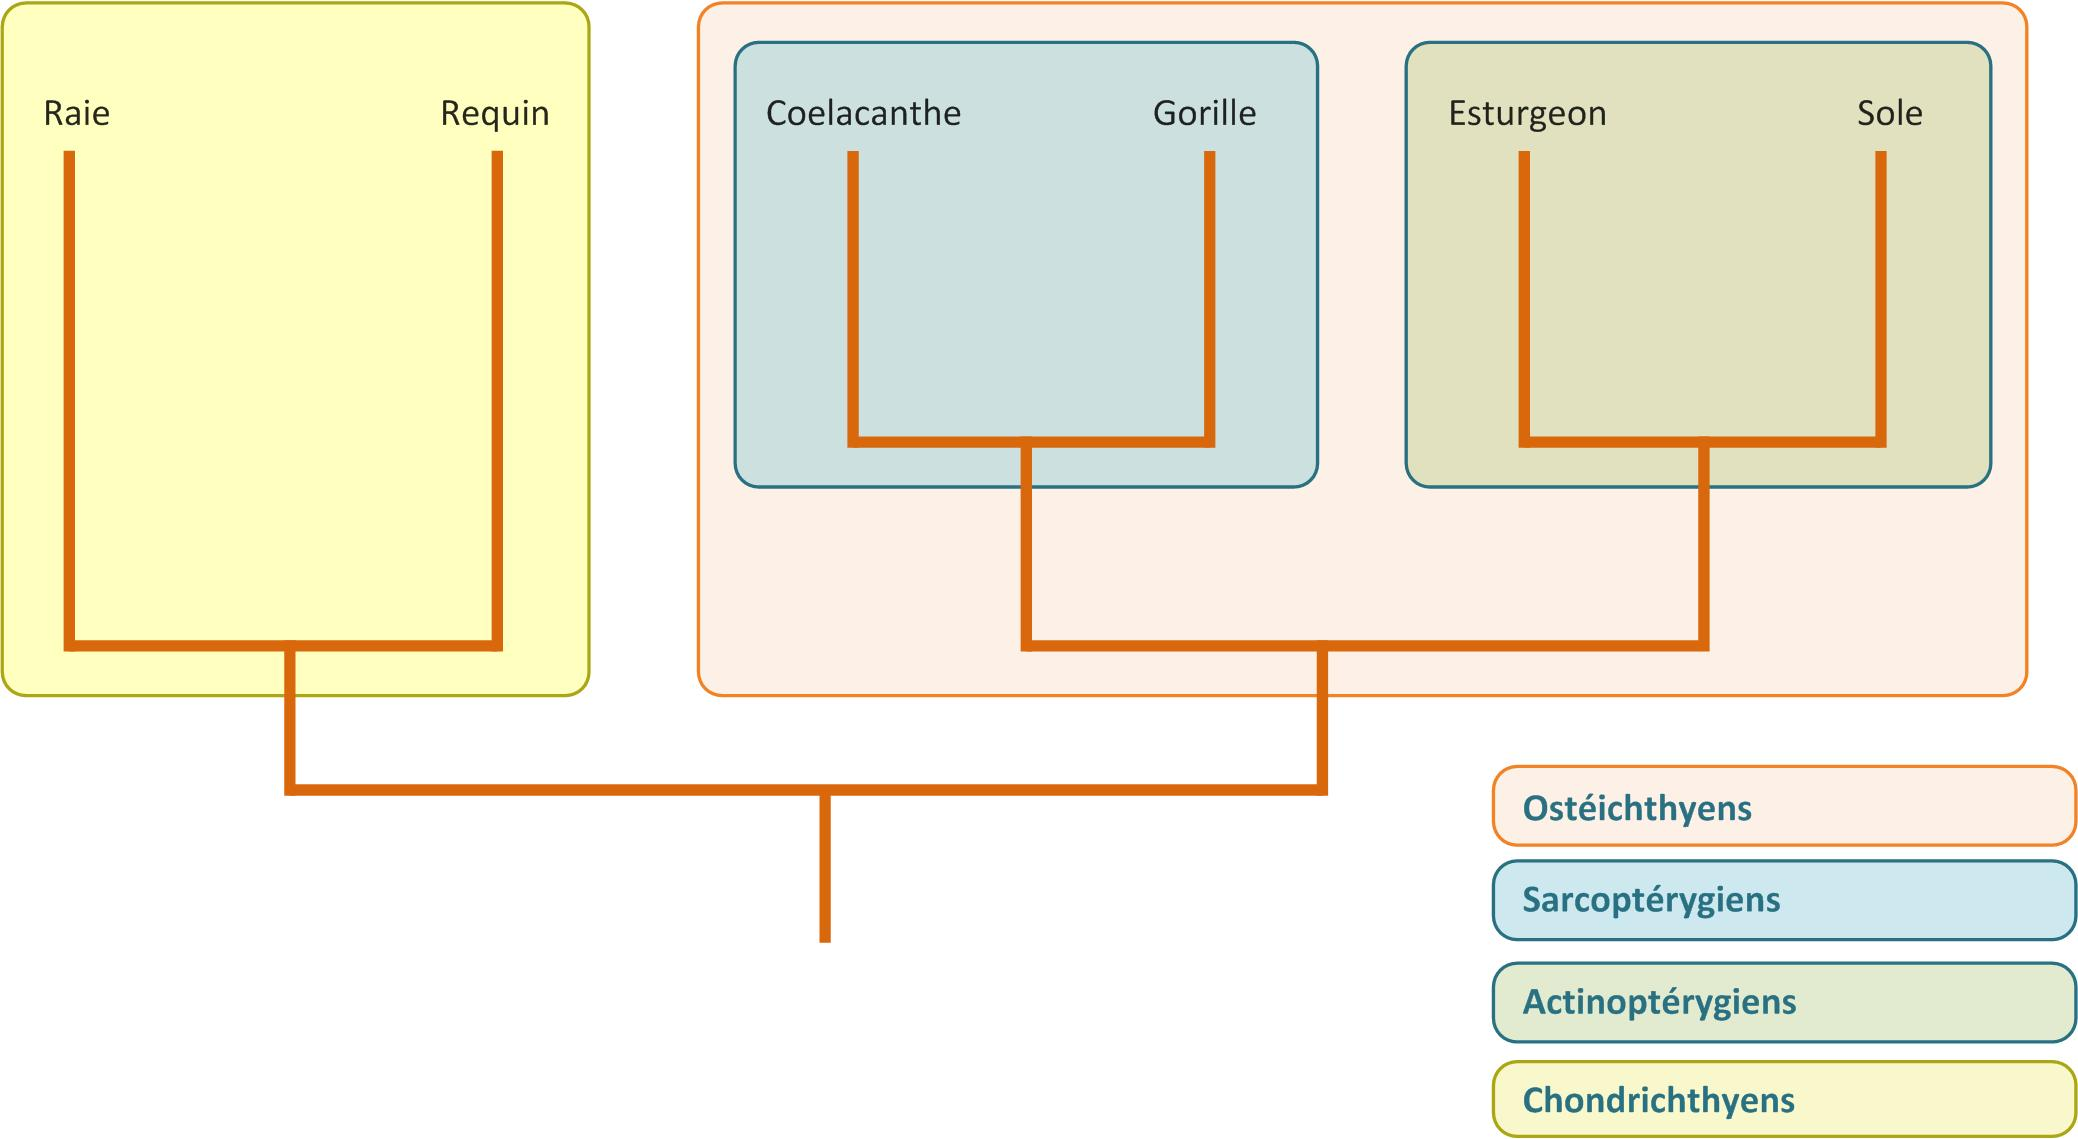 Raie
Requin
Coelacanthe
Gorille
Esturgeon
Sole
Ostéichthyens
Sarcoptérygiens
Actinoptérygiens
Chondrichthyens